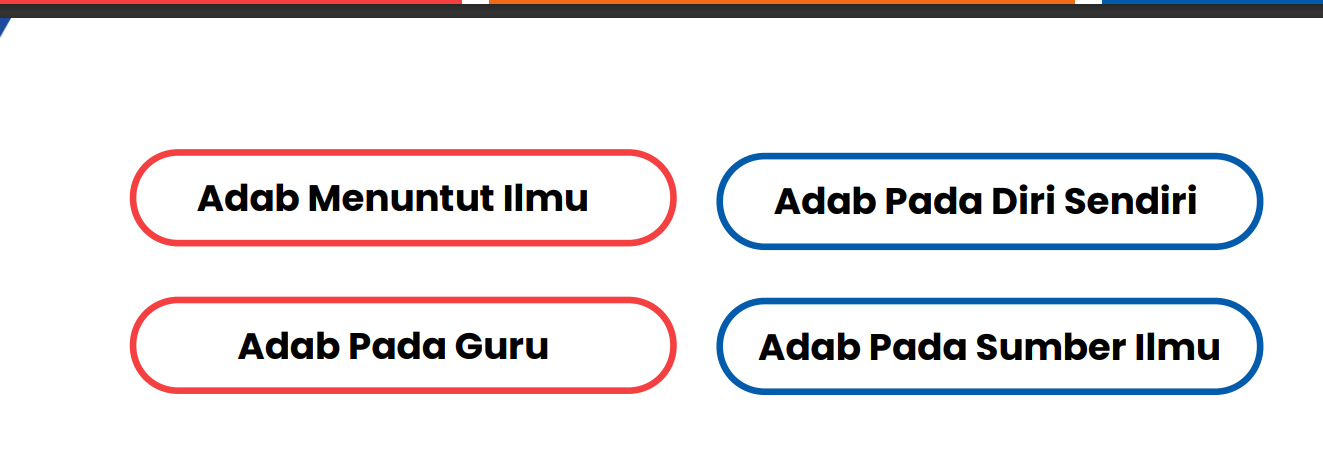 Adab Menuntut Ilmu
Adab Pada Diri Sendiri
Adab Pada Guru
Adab Pada Sumber Ilmu